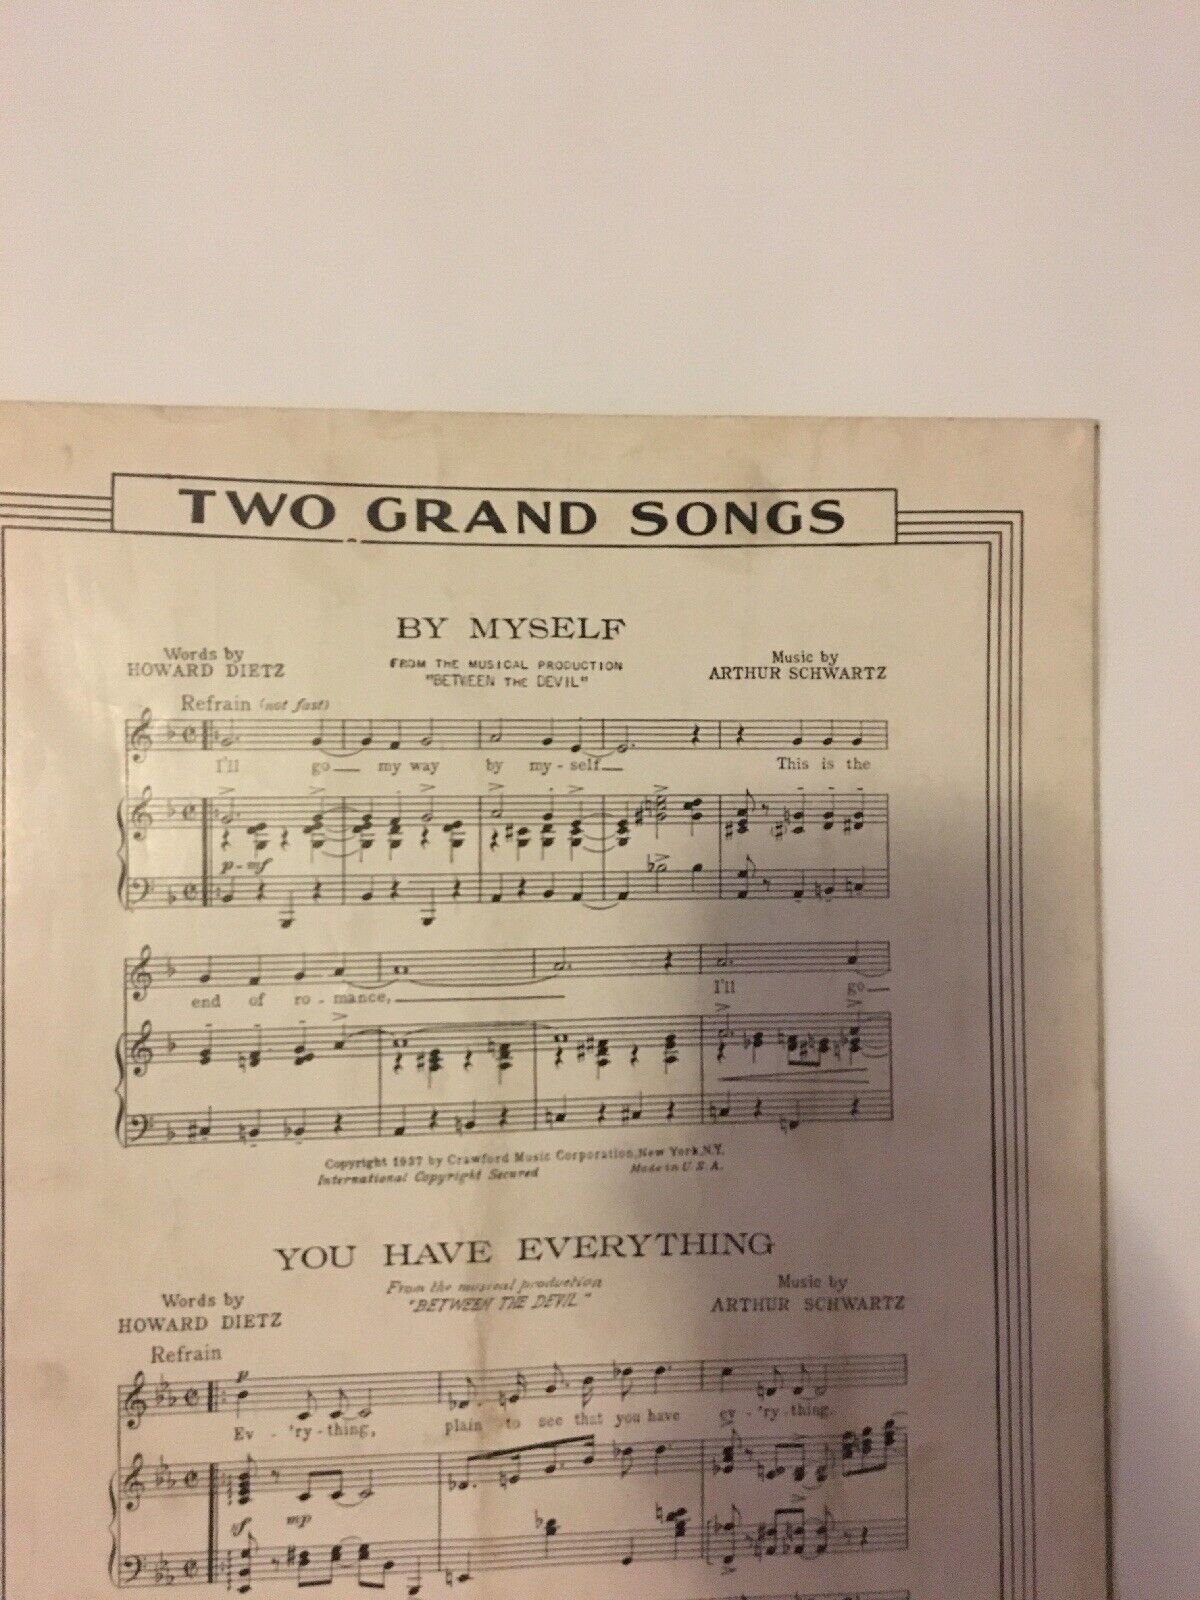 TWO GRAND SONGS
BY MYSELF
Words by
HOWARD DIETZ
FROM THE MUSICAL PRODUCTION
"BETWEEN THE DEVIL"
Music by
ARTHUR SCHWARTZ
Refrain (not fast)
I'll go my way by my-self This is the
p-mf
end of ro-mance, I'll go
Copyright 1937 by Crawford Music Corporation, New York, N.Y.
International Copyright Secured Made in U.S.A.
YOU HAVE EVERYTHING
Words by
HOWARD DIETZ
From the musical production
"BETWEEN THE DEVIL"
Music by
ARTHUR SCHWARTZ
Refrain
p
Ev-'ry-thing, plain to see that you have ev-'ry-thing.
sf mp